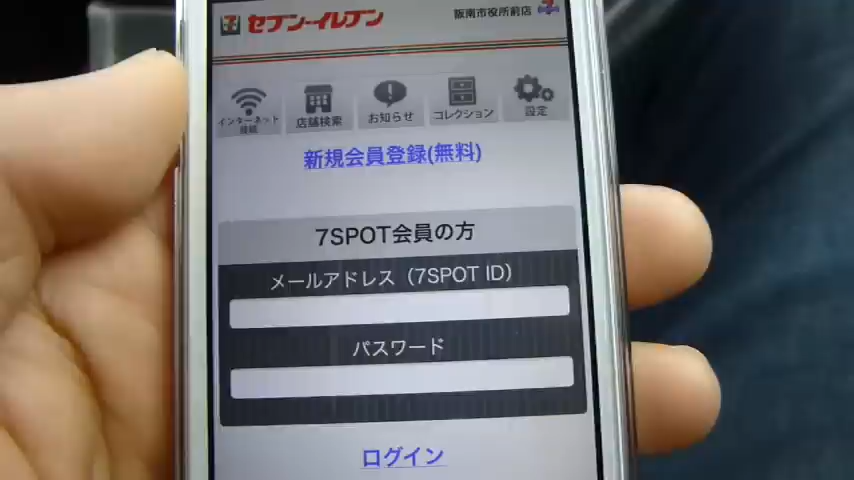 セブン-イレブン 阪南市役所前店
インターネット
接続
店舗検索
お知らせ
コレクション
設定
新規会員登録(無料)
7SPOT会員の方
メールアドレス（7SPOT ID）
パスワード
ログイン